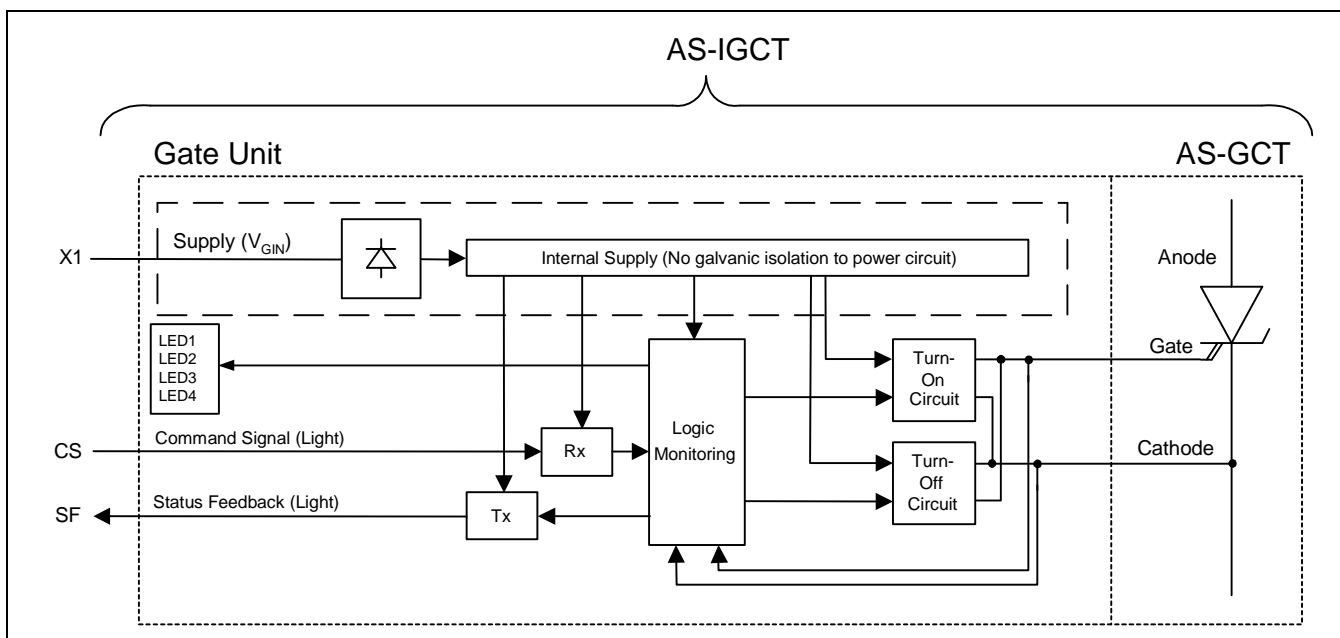 AS-IGCT
Gate Unit
AS-GCT
X1
Supply (VGIN)
Internal Supply (No galvanic isolation to power circuit)
Anode
LED1
LED2
LED3
LED4
Turn-
On
Circuit
Gate
CS
Command Signal (Light)
Rx
Logic
Monitoring
Turn-
Off
Circuit
Cathode
SF
Status Feedback (Light)
Tx